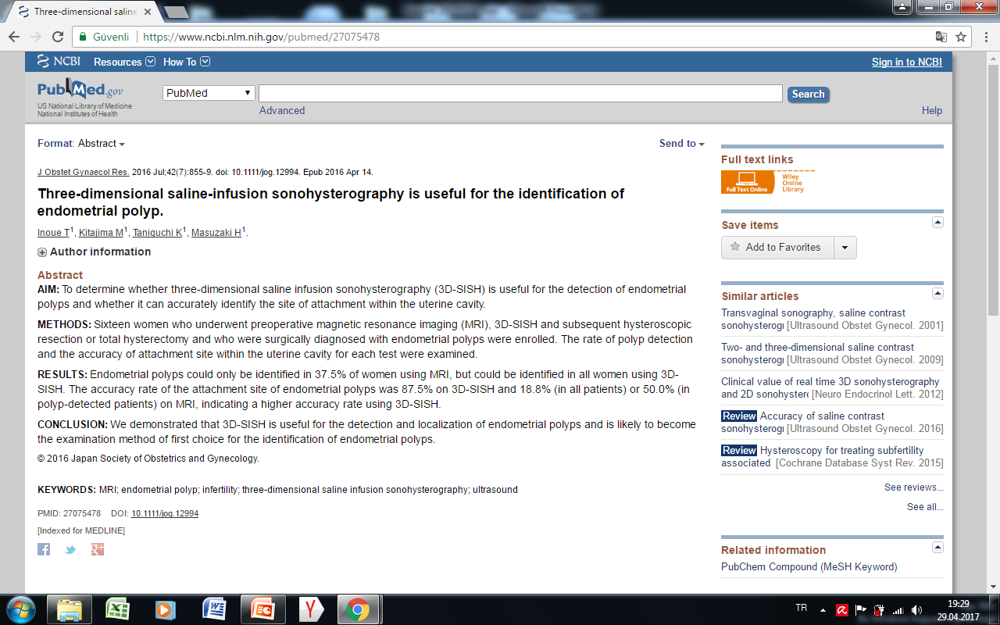 Three-dimensional saline
Güvenli
https://www.ncbi.nlm.nih.gov/pubmed/27075478
NCBI Resources How To Sign in to NCBI
PubMed.gov
US National Library of Medicine
National Institutes of Health
PubMed
Search
Advanced
Help
Format: Abstract
Send to
J Obstet Gynaecol Res. 2016 Jul;42(7):855-9. doi: 10.1111/jog.12994. Epub 2016 Apr 14.
Three-dimensional saline-infusion sonohysterography is useful for the identification of
endometrial polyp.
Inoue T1, Kitajima M1, Taniguchi K1, Masuzaki H1.
Author information
Abstract
AIM: To determine whether three-dimensional saline infusion sonohysterography (3D-SISH) is useful for the detection of endometrial
polyps and whether it can accurately identify the site of attachment within the uterine cavity.
METHODS: Sixteen women who underwent preoperative magnetic resonance imaging (MRI), 3D-SISH and subsequent hysteroscopic
resection or total hysterectomy and who were surgically diagnosed with endometrial polyps were enrolled. The rate of polyp detection
and the accuracy of attachment site within the uterine cavity for each test were examined.
RESULTS: Endometrial polyps could only be identified in 37.5% of women using MRI, but could be identified in all women using 3D-
SISH. The accuracy rate of the attachment site of endometrial polyps was 87.5% on 3D-SISH and 18.8% (in all patients) or 50.0% (in
polyp-detected patients) on MRI, indicating a higher accuracy rate using 3D-SISH.
CONCLUSION: We demonstrated that 3D-SISH is useful for the detection and localization of endometrial polyps and is likely to become
the examination method of first choice for the identification of endometrial polyps.
© 2016 Japan Society of Obstetrics and Gynecology.
KEYWORDS: MRI; endometrial polyp; infertility; three-dimensional saline infusion sonohysterography; ultrasound
PMID: 27075478 DOI: 10.1111/jog.12994
[Indexed for MEDLINE]
Full text links
Full Text Online
Wiley
Online
Library
Save items
Add to Favorites
Similar articles
Transvaginal sonography, saline contrast
sonohysterogr [Ultrasound Obstet Gynecol. 2001]
Two- and three-dimensional saline contrast
sonohysterogr [Ultrasound Obstet Gynecol. 2009]
Clinical value of real time 3D sonohysterography
and 2D sonohyster [Neuro Endocrinol Lett. 2012]
Review Accuracy of saline contrast
sonohysterogr [Ultrasound Obstet Gynecol. 2016]
Review Hysteroscopy for treating subfertility
associated [Cochrane Database Syst Rev. 2015]
See reviews...
See all...
Related information
PubChem Compound (MeSH Keyword)
TR
19:29
29.04.2017